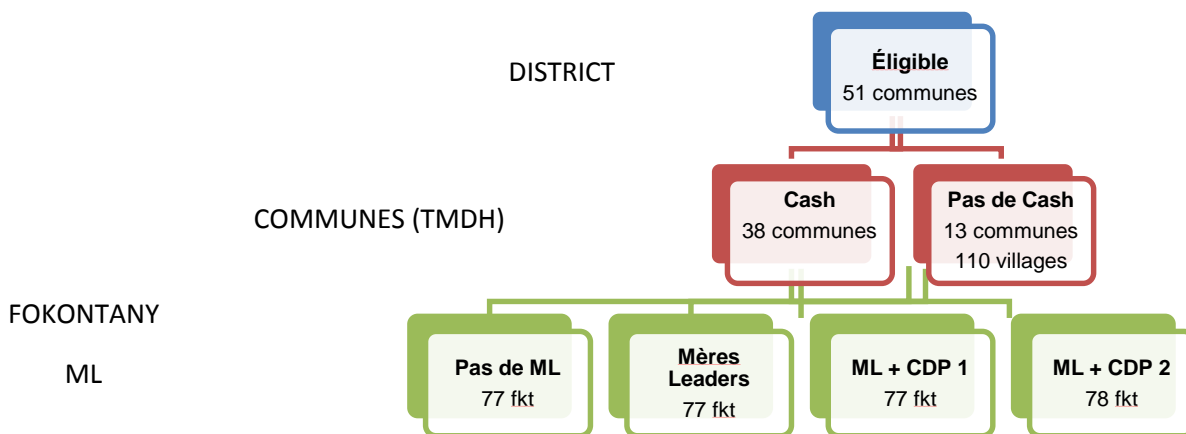 DISTRICT
Éligible
51 communes
COMMUNES (TMDH)
Cash
38 communes
Pas de Cash
13 communes
110 villages
FOKONTANY
ML
Pas de ML
77 fkt
Mères
Leaders
77 fkt
ML + CDP 1
77 fkt
ML + CDP 2
78 fkt